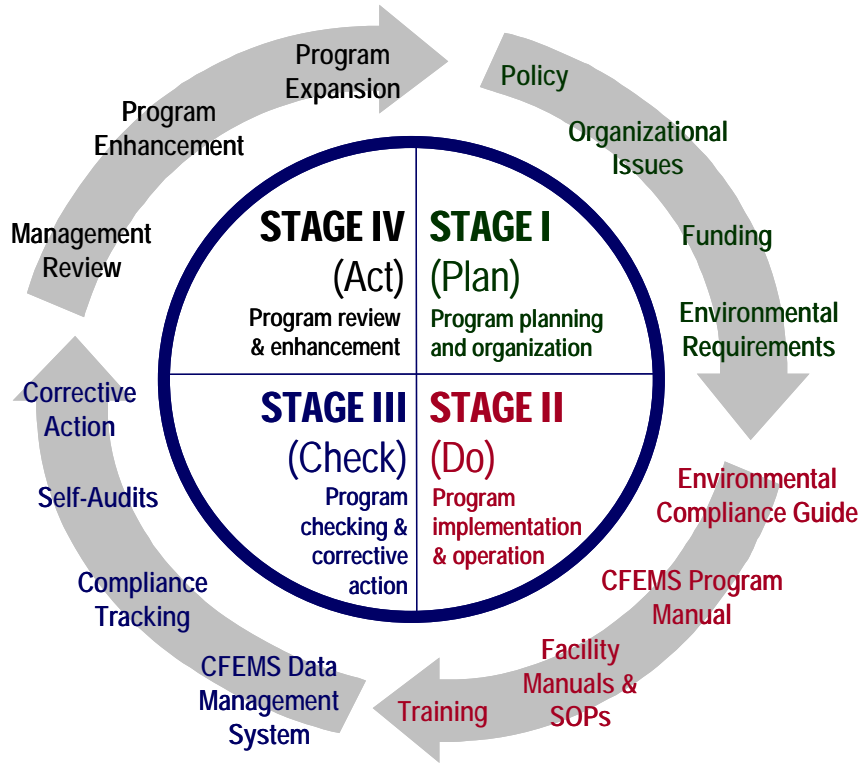 Program
Expansion
Program
Enhancement
Management
Review
Policy
Organizational
Issues
Funding
Environmental
Requirements
STAGE IV
(Act)
Program review
& enhancement
STAGE I
(Plan)
Program planning
and organization
STAGE III
(Check)
Program
checking &
corrective
action
STAGE II
(Do)
Program
implementation
& operation
Environmental
Compliance Guide
CFEMS Program
Manual
Facility
Manuals &
SOPs
Training
CFEMS Data
Management
System
Compliance
Tracking
Self-Audits
Corrective
Action